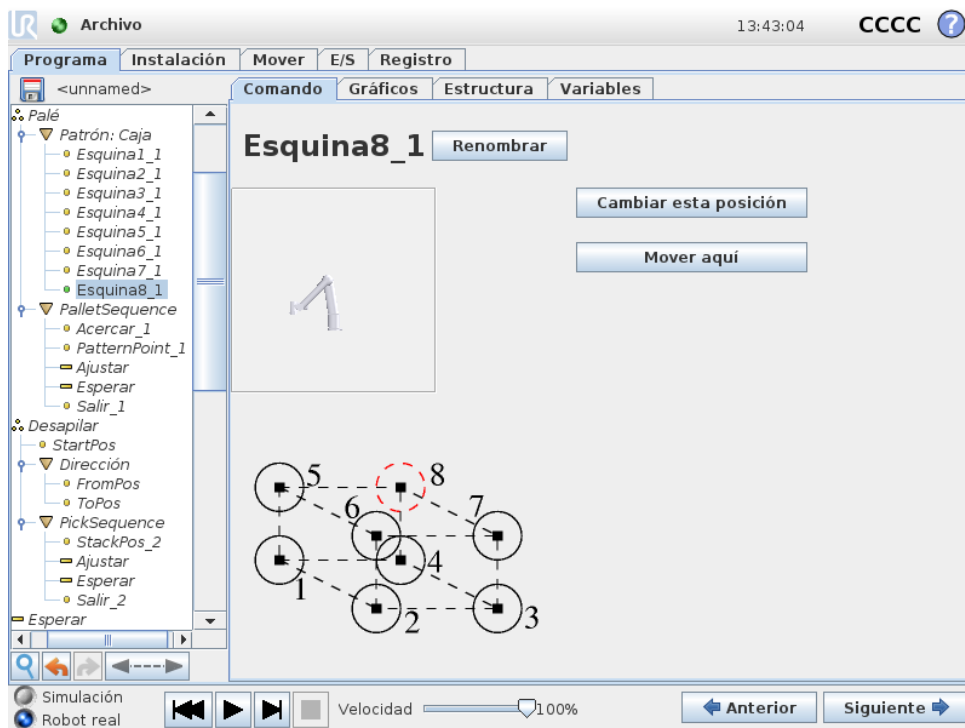 UR Archivo 13:43:04 CCCC ?
Programa Instalación Mover E/S Registro
<unnamed> Comando Gráficos Estructura Variables
Palé
Patrón: Caja
Esquina1_1
Esquina2_1
Esquina3_1
Esquina4_1
Esquina5_1
Esquina6_1
Esquina7_1
Esquina8_1
PalletSequence
Acercar_1
PatternPoint_1
Ajustar
Esperar
Salir_1
Desapilar
StartPos
Dirección
FromPos
ToPos
PickSequence
StackPos_2
Ajustar
Esperar
Salir_2
Esperar
Esquina8_1 Renombrar
Cambiar esta posición
Mover aquí
5 8
6 7
1 4
2 3
Simulación
Robot real
Velocidad 100%
Anterior Siguiente